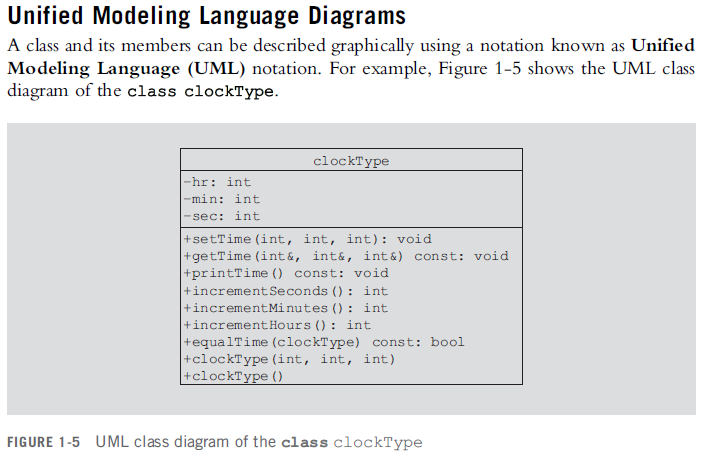 Unified Modeling Language Diagrams
A class and its members can be described graphically using a notation known as Unified
Modeling Language (UML) notation. For example, Figure 1-5 shows the UML class
diagram of the class clockType.
clockType
-hr: int
-min: int
-sec: int
+setTime(int, int, int): void
+getTime(int&, int&, int&) const: void
+printTime() const: void
+incrementSeconds(): int
+incrementMinutes(): int
+incrementHours(): int
+equalTime(clockType) const: bool
+clockType(int, int, int)
+clockType()
FIGURE 1-5 UML class diagram of the class clockType